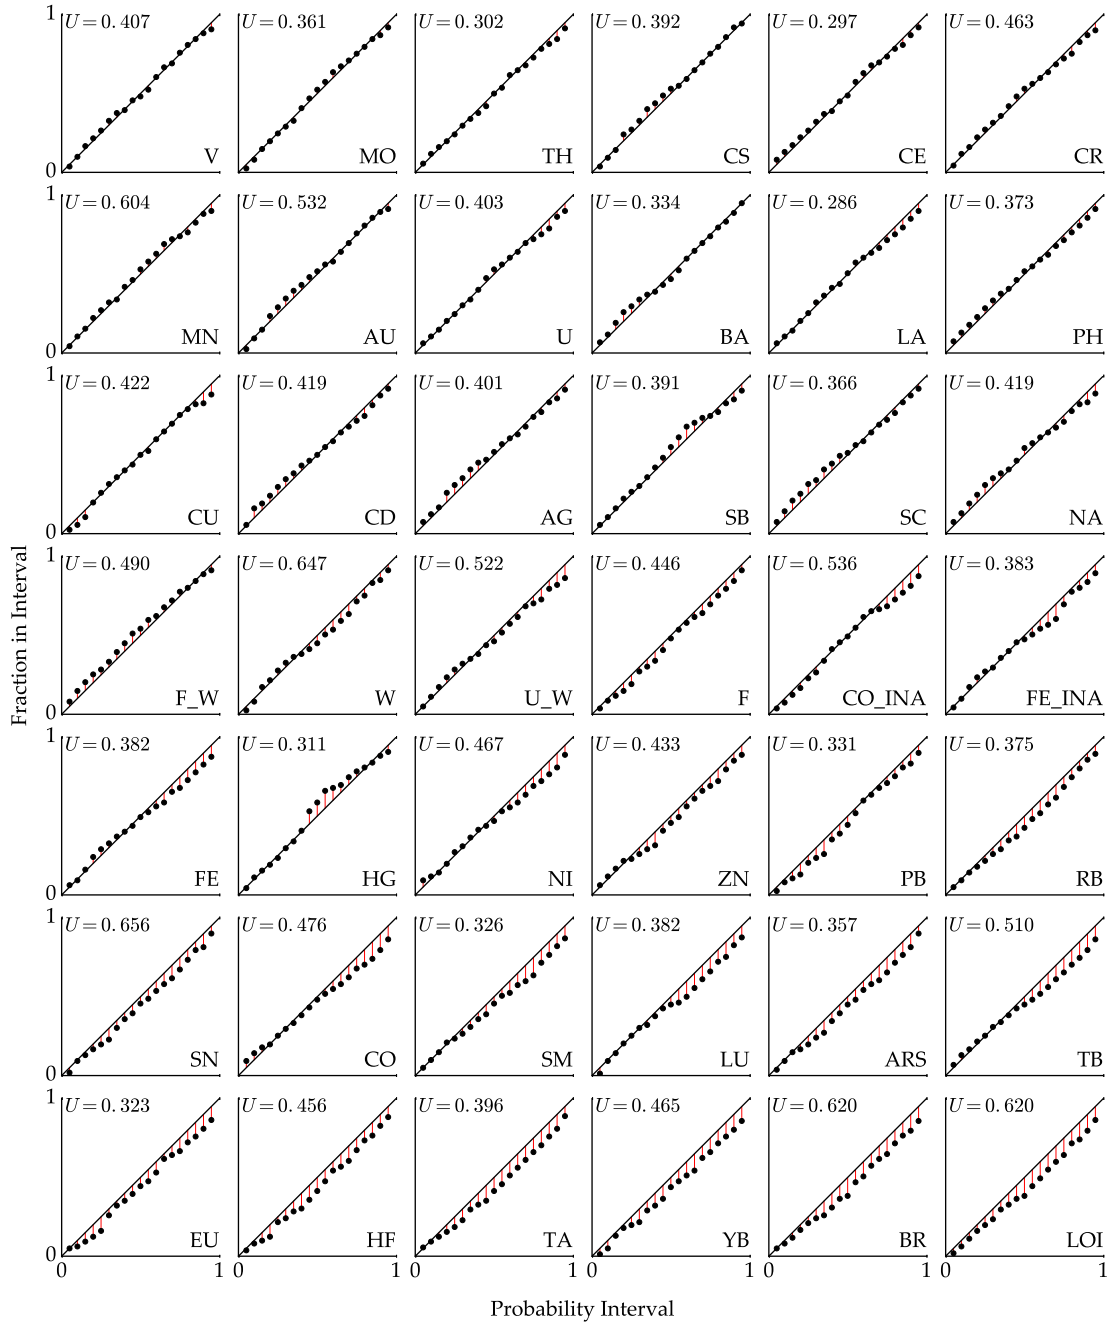 1 U = 0.407 U = 0.361 U = 0.302 U = 0.392 U = 0.297 U = 0.463
V MO TH CS CE CR
0
1 U = 0.604 U = 0.532 U = 0.403 U = 0.334 U = 0.286 U = 0.373
MN AU U BA LA PH
0
1 U = 0.422 U = 0.419 U = 0.401 U = 0.391 U = 0.366 U = 0.419
CU CD AG SB SC NA
0
1 U = 0.490 U = 0.647 U = 0.522 U = 0.446 U = 0.536 U = 0.383
F_W W U_W F CO_INA FE_INA
0
Fraction in Interval
1 U = 0.382 U = 0.311 U = 0.467 U = 0.433 U = 0.331 U = 0.375
FE HG NI ZN PB RB
0
1 U = 0.656 U = 0.476 U = 0.326 U = 0.382 U = 0.357 U = 0.510
SN CO SM LU ARS TB
0
1 U = 0.323 U = 0.456 U = 0.396 U = 0.465 U = 0.620 U = 0.620
EU HF TA YB BR LOI
0
0 1 0 1 0 1 0 1 0 1 0 1
Probability Interval